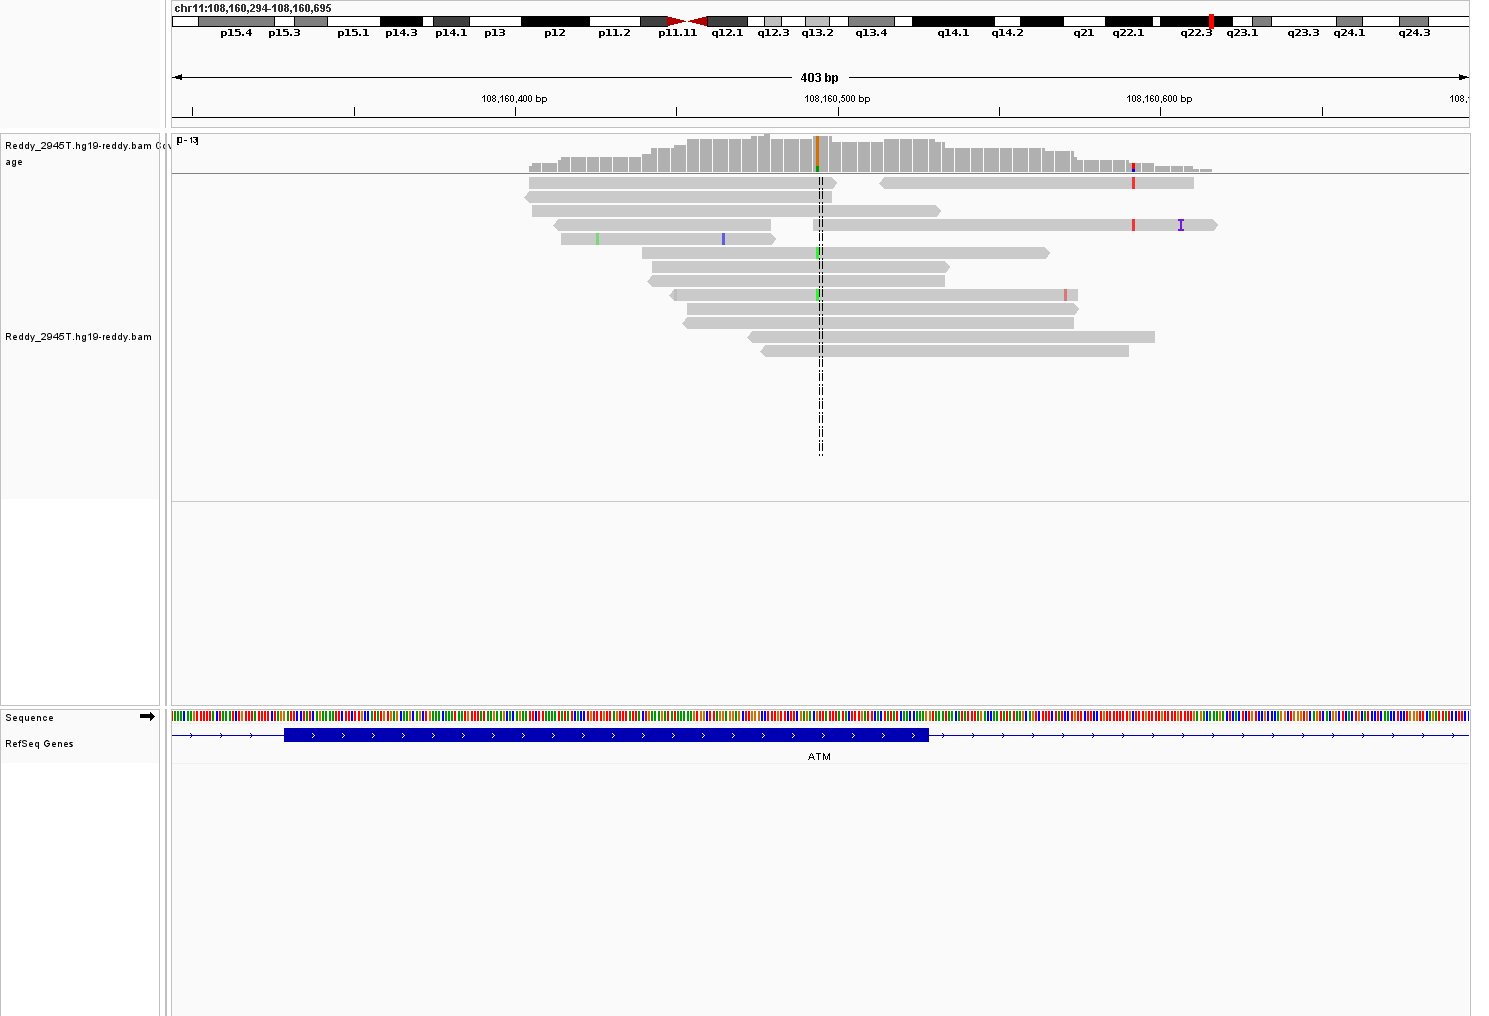 chr11:108,160,294-108,160,695
p15.4 p15.3 p15.1 p14.3 p14.1 p13 p12 p11.2 p11.11 q12.1 q12.3 q13.2 q13.4 q14.1 q14.2 q21 q22.1 q22.3 q23.1 q23.3 q24.1 q24.3
403 bp
108,160,400 bp 108,160,500 bp 108,160,600 bp 108,1
Reddy_2945T.hg19-reddy.bam Cov
age
[0 - 13]
Reddy_2945T.hg19-reddy.bam
Sequence
RefSeq Genes
ATM